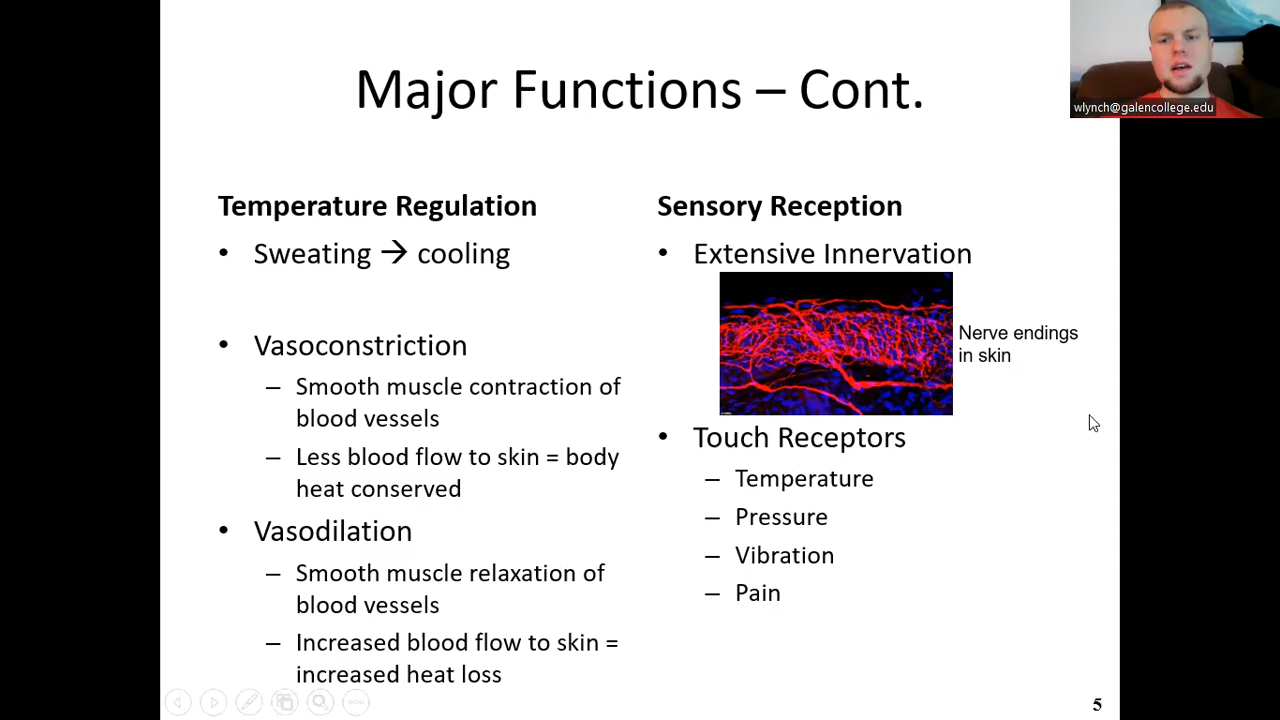 Major Functions – Cont.
wlynch@galencollege.edu
Temperature Regulation
• Sweating → cooling
• Vasoconstriction
– Smooth muscle contraction of
blood vessels
– Less blood flow to skin = body
heat conserved
• Vasodilation
– Smooth muscle relaxation of
blood vessels
– Increased blood flow to skin =
increased heat loss
Sensory Reception
• Extensive Innervation
Nerve endings
in skin
• Touch Receptors
– Temperature
– Pressure
– Vibration
– Pain
5